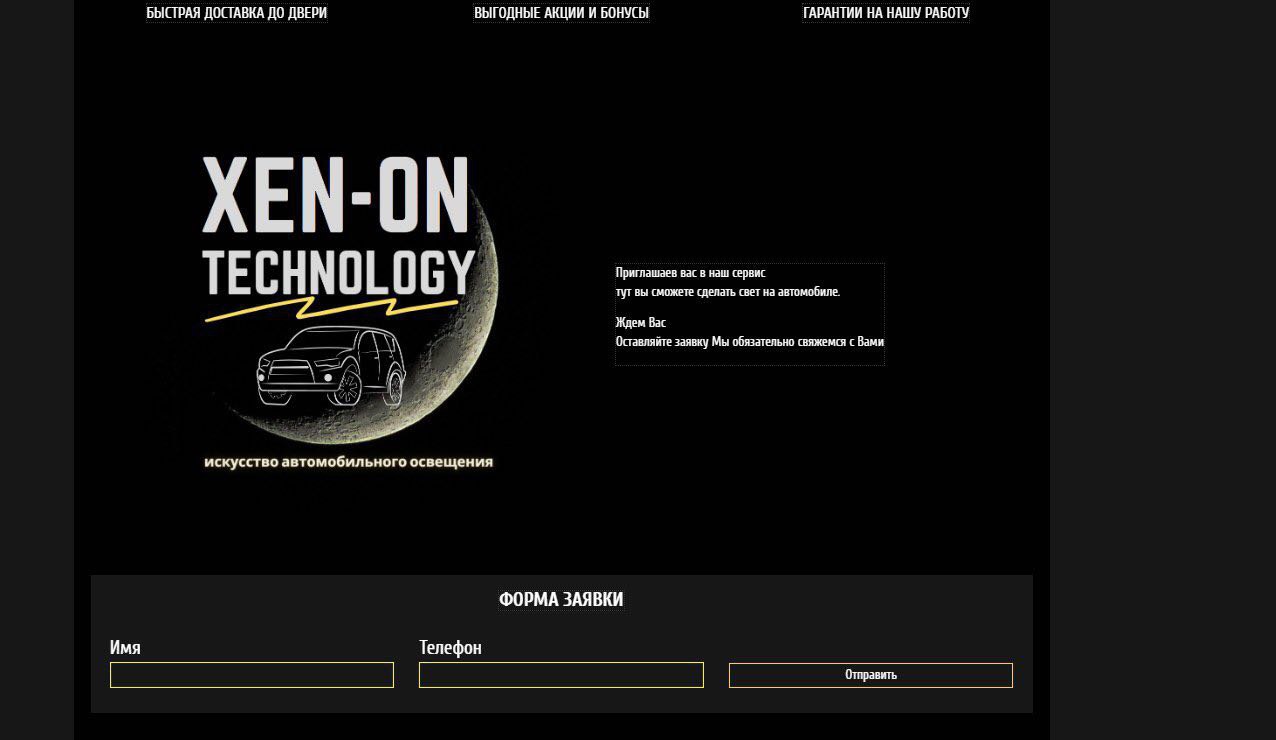 БЫСТРАЯ ДОСТАВКА ДО ДВЕРИ
ВЫГОДНЫЕ АКЦИИ И БОНУСЫ
ГАРАНТИИ НА НАШУ РАБОТУ
XEN-ON
TECHNOLOGY
искусство автомобильного освещения
Приглашаев вас в наш сервис
тут вы сможете сделать свет на автомобиле.
Ждем Вас
Оставляйте заявку Мы обязательно свяжемся с Вами
ФОРМА ЗАЯВКИ
Имя
Телефон
Отправить